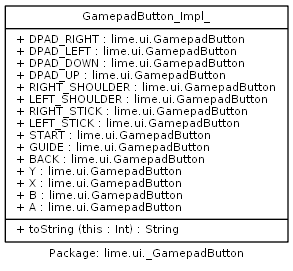 GamepadButton_Impl_
+ DPAD_RIGHT : lime.ui.GamepadButton
+ DPAD_LEFT : lime.ui.GamepadButton
+ DPAD_DOWN : lime.ui.GamepadButton
+ DPAD_UP : lime.ui.GamepadButton
+ RIGHT_SHOULDER : lime.ui.GamepadButton
+ LEFT_SHOULDER : lime.ui.GamepadButton
+ RIGHT_STICK : lime.ui.GamepadButton
+ LEFT_STICK : lime.ui.GamepadButton
+ START : lime.ui.GamepadButton
+ GUIDE : lime.ui.GamepadButton
+ BACK : lime.ui.GamepadButton
+ Y : lime.ui.GamepadButton
+ X : lime.ui.GamepadButton
+ B : lime.ui.GamepadButton
+ A : lime.ui.GamepadButton
+ toString (this : Int) : String
Package: lime.ui._GamepadButton